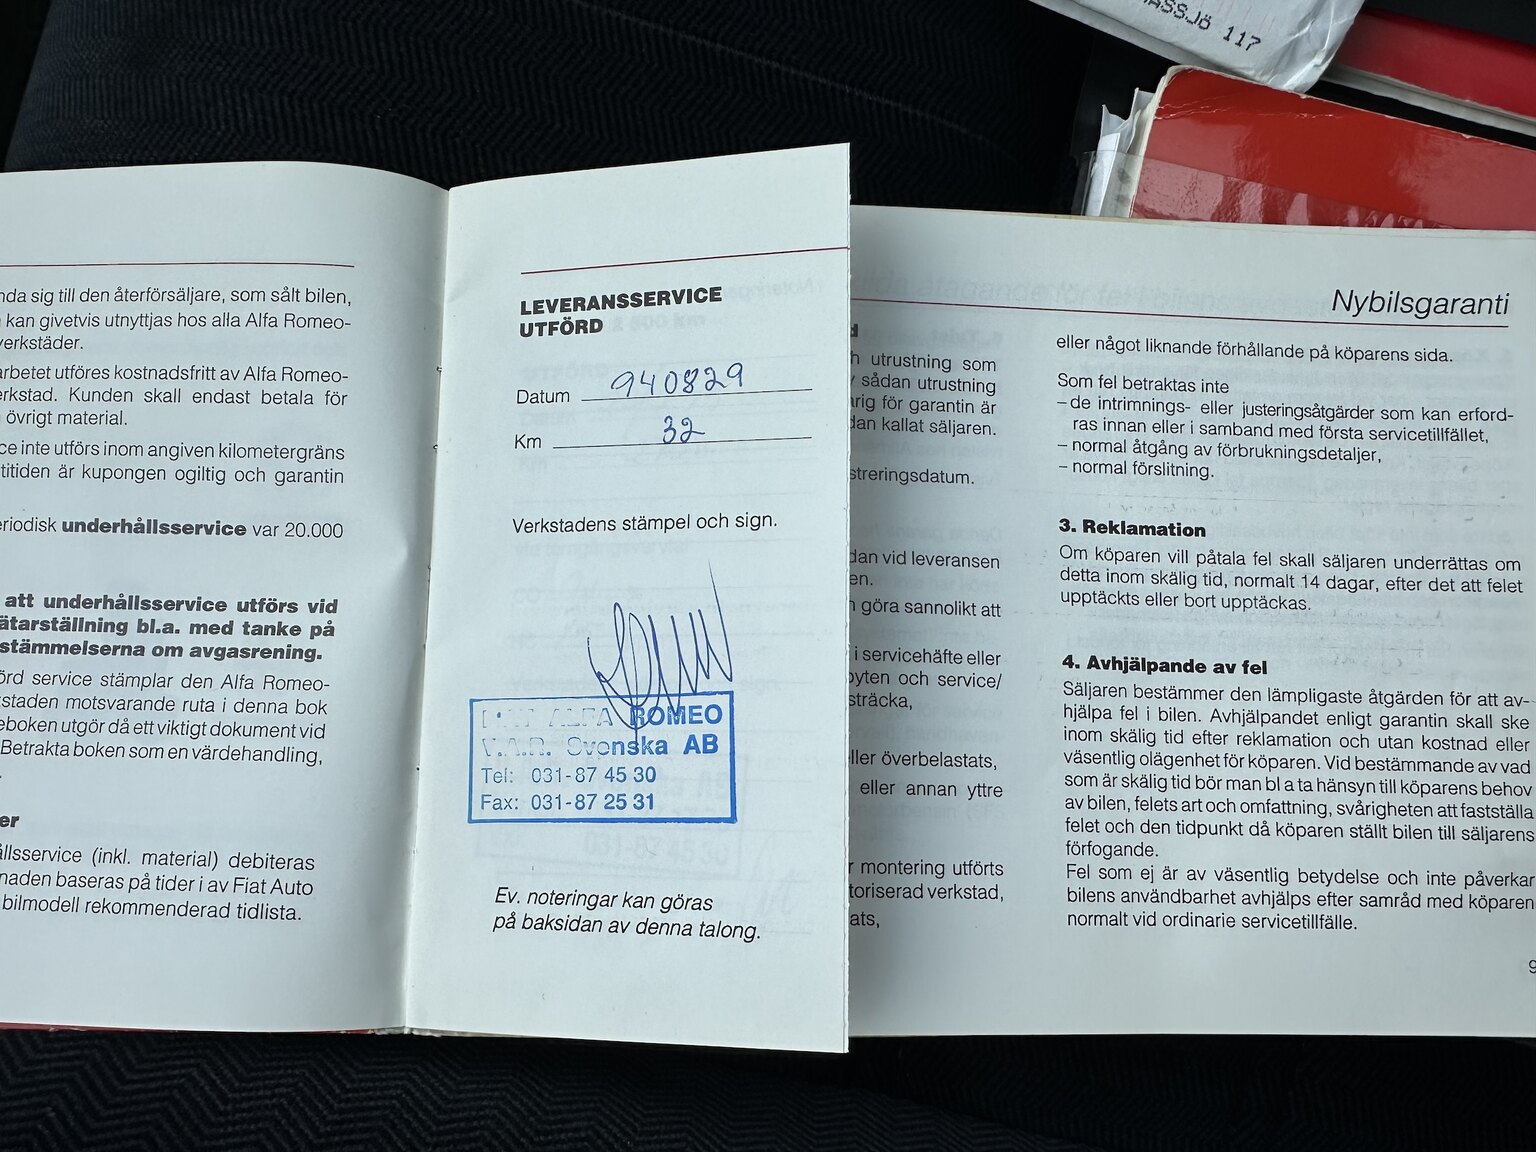 ASSJÖ 117
nda sig till den återförsäljare, som sålt bilen,
kan givetvis utnyttjas hos alla Alfa Romeo-
verkstäder.
arbetet utföres kostnadsfritt av Alfa Romeo-
erkstad. Kunden skall endast betala för
övrigt material.
ce inte utförs inom angiven kilometergräns
titiden är kupongen ogiltig och garantin
eriodisk underhållsservice var 20.000
att underhållsservice utförs vid
ätarställning bl.a. med tanke på
stämmelserna om avgasrening.
örd service stämplar den Alfa Romeo-
kstaden motsvarande ruta i denna bok
eboken utgör då ett viktigt dokument vid
Betrakta boken som en värdehandling,
er
ållsservice (inkl. material) debiteras
naden baseras på tider i av Fiat Auto
bilmodell rekommenderad tidlista.
LEVERANSSERVICE
UTFÖRD
Datum 940829
Km 32
Verkstadens stämpel och sign.
ALFA ROMEO
V.A.R. Svenska AB
Tel: 031-87 45 30
Fax: 031-87 25 31
Ev. noteringar kan göras
på baksidan av denna talong.
Nybilsgaranti
d
h utrustning som
sådan utrustning
rig för garantin är
dan kallat säljaren.
streringsdatum.
dan vid leveransen
en.
göra sannolikt att
i servicehäfte eller
byten och service/
sträcka,
ller överbelastats,
eller annan yttre
r montering utförts
toriserad verkstad,
ats,
eller något liknande förhållande på köparens sida.
Som fel betraktas inte
– de intrimnings- eller justeringsåtgärder som kan erford-
ras innan eller i samband med första servicetillfället,
– normal åtgång av förbrukningsdetaljer,
– normal förslitning.
3. Reklamation
Om köparen vill påtala fel skall säljaren underrättas om
detta inom skälig tid, normalt 14 dagar, efter det att felet
upptäckts eller bort upptäckas.
4. Avhjälpande av fel
Säljaren bestämmer den lämpligaste åtgärden för att av-
hjälpa fel i bilen. Avhjälpandet enligt garantin skall ske
inom skälig tid efter reklamation och utan kostnad eller
väsentlig olägenhet för köparen. Vid bestämmande av vad
som är skälig tid bör man bl a ta hänsyn till köparens behov
av bilen, felets art och omfattning, svårigheten att fastställa
felet och den tidpunkt då köparen ställt bilen till säljarens
förfogande.
Fel som ej är av väsentlig betydelse och inte påverkar
bilens användbarhet avhjälps efter samråd med köparen
normalt vid ordinarie servicetillfälle.
9